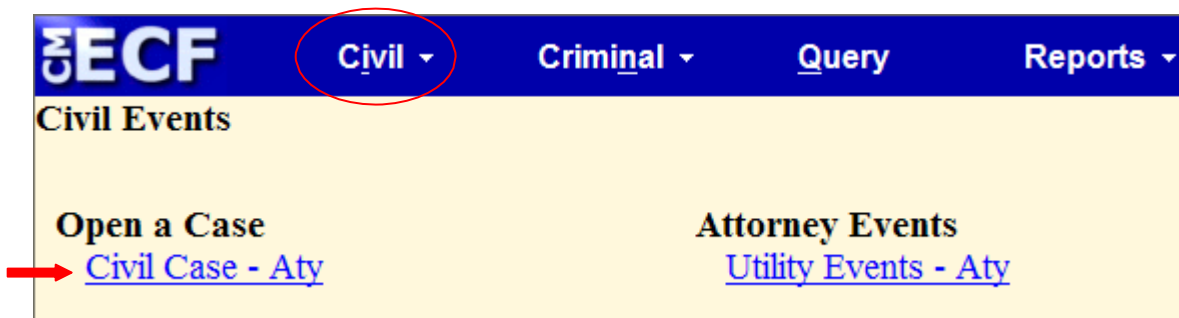 CM ECF Civil Criminal Query Reports
Civil Events
Open a Case Attorney Events
Civil Case - Aty Utility Events - Aty